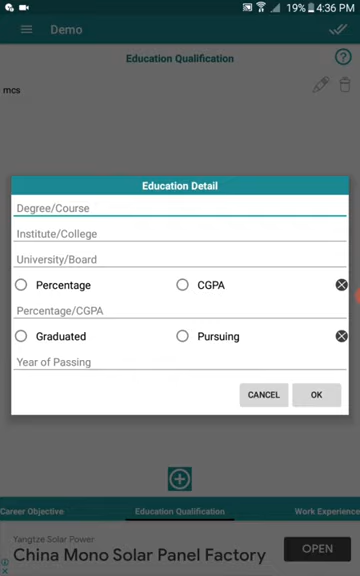 19% 4:36 PM
Demo
Education Qualification
?
mcs
Education Detail
Degree/Course
Institute/College
University/Board
Percentage CGPA
Percentage/CGPA
Graduated Pursuing
Year of Passing
CANCEL OK
Career Objective Education Qualification Work Experience
Yangtze Solar Power
China Mono Solar Panel Factory
OPEN